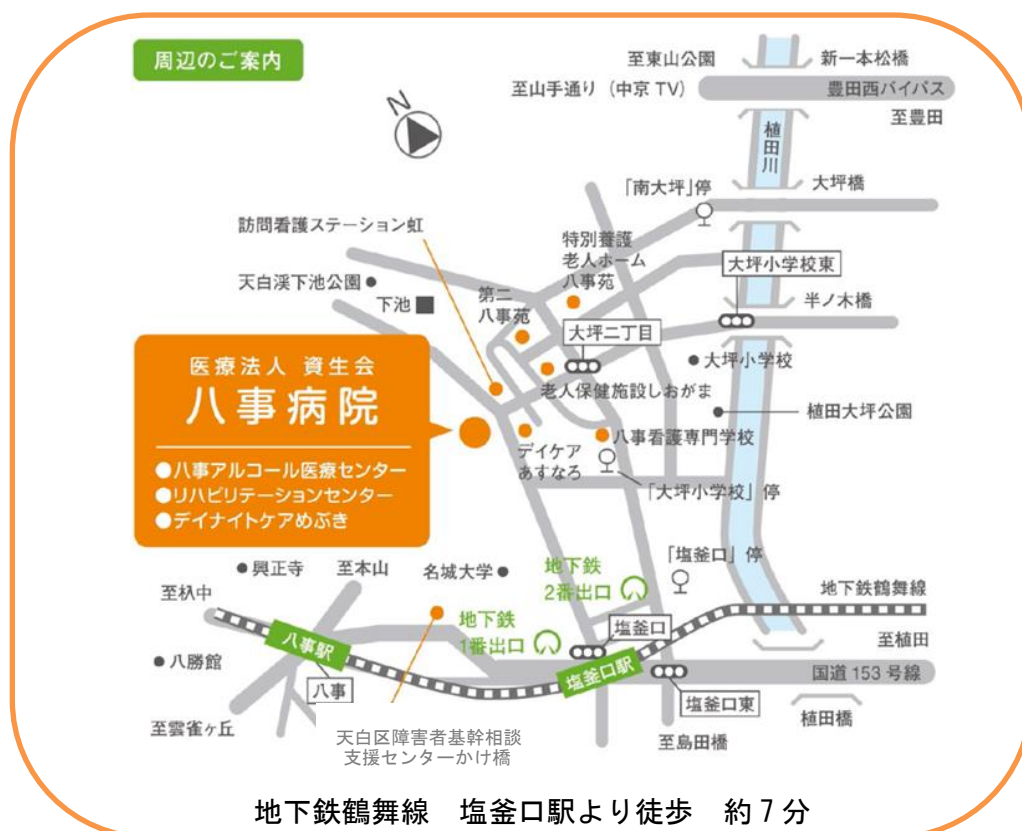 周辺のご案内
至東山公園
新一本松橋
至山手通り（中京TV）
豊田西バイパス
至豊田
N
植田川
「南大坪」停
大坪橋
訪問看護ステーション虹
特別養護
老人ホーム
八事苑
大坪小学校東
天白渓下池公園
下池
第二
八事苑
半ノ木橋
大坪二丁目
大坪小学校
医療法人 資生会
八事病院
老人保健施設しおがま
植田大坪公園
八事看護専門学校
デイケア
あすなろ
●八事アルコール医療センター
●リハビリテーションセンター
●デイナイトケアめぶき
「大坪小学校」停
「塩釜口」停
興正寺
至本山
名城大学
地下鉄
2番出口
地下鉄鶴舞線
至杁中
地下鉄
1番出口
塩釜口
至植田
八事駅
八勝館
塩釜口駅
国道153号線
八事
塩釜口東
植田橋
至雲雀ヶ丘
天白区障害者基幹相談
支援センターかけ橋
至島田橋
地下鉄鶴舞線　塩釜口駅より徒歩　約7分